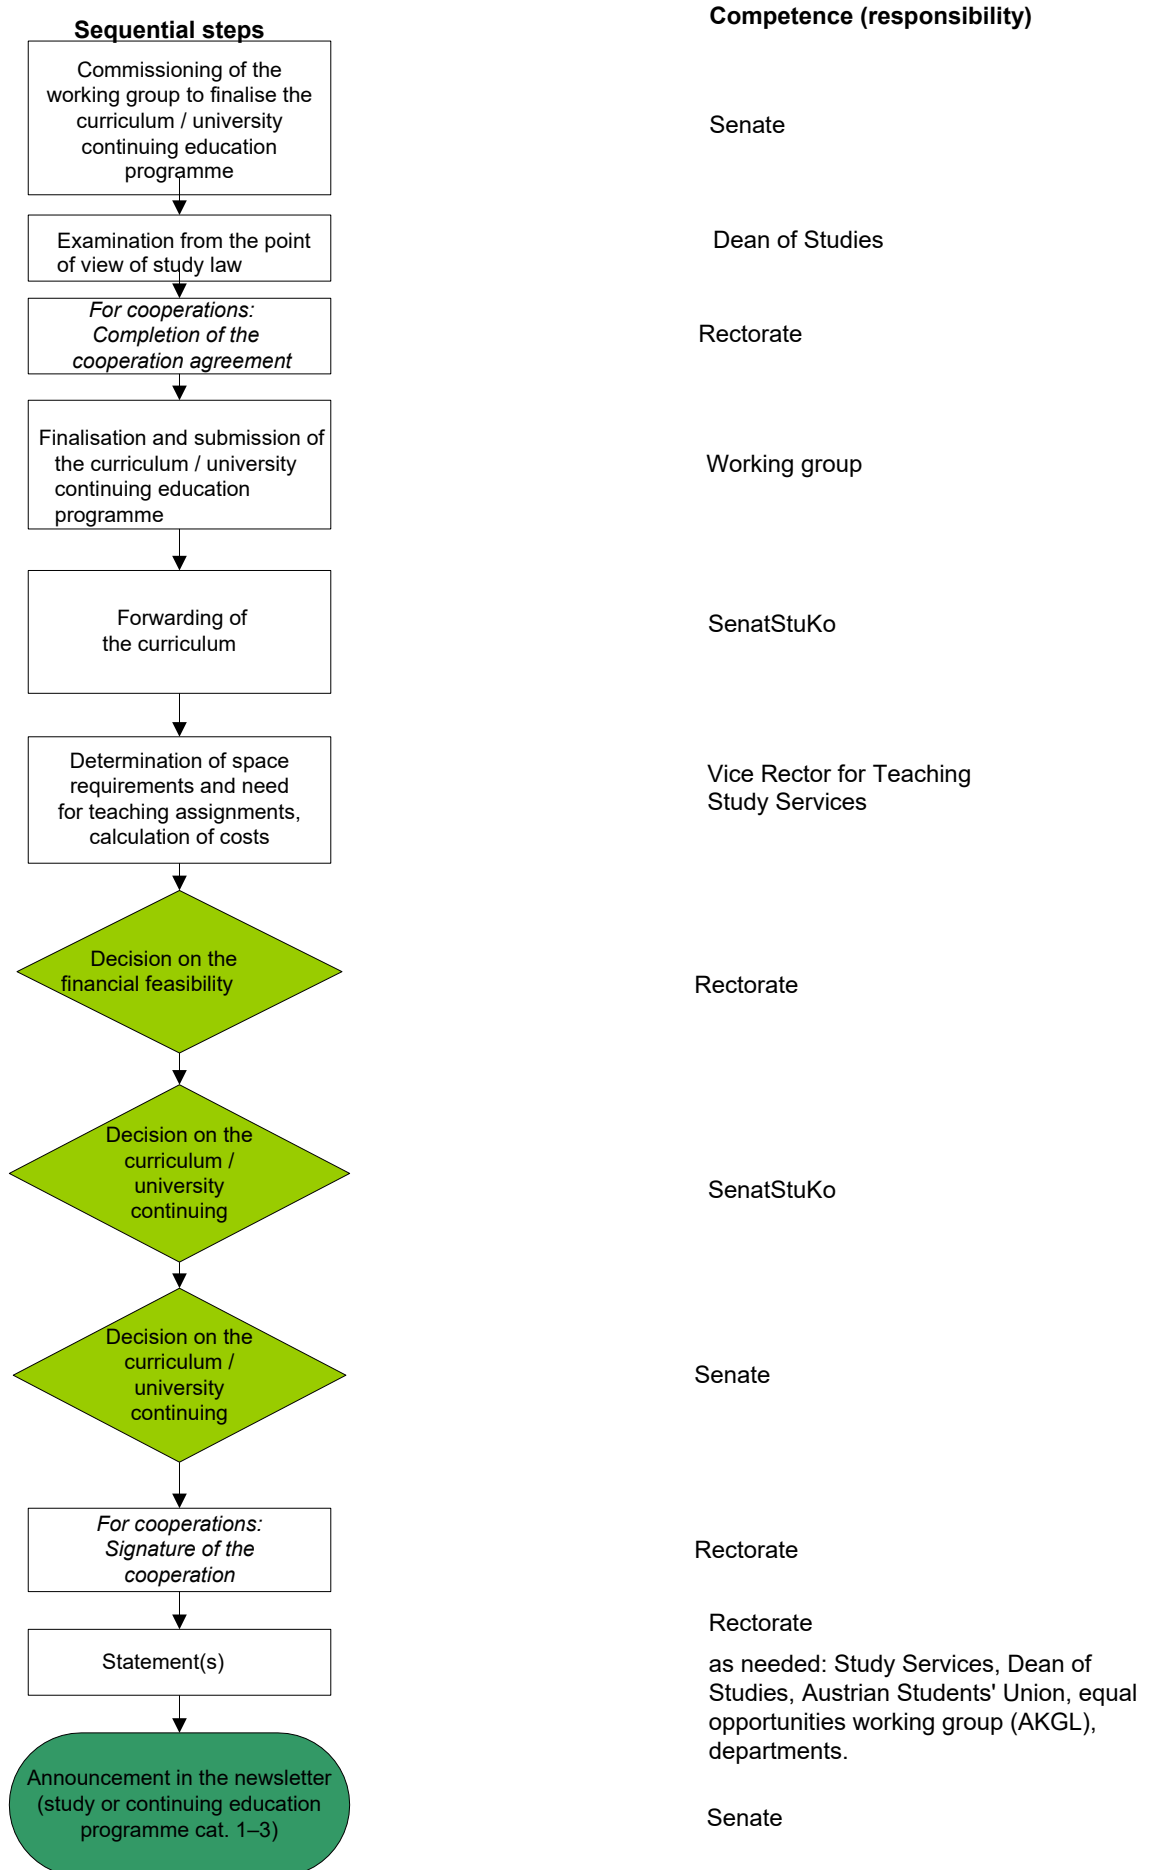 Sequential steps
Competence (responsibility)
Commissioning of the
working group to finalise the
curriculum / university
continuing education
programme
Senate
Examination from the point
of view of study law
Dean of Studies
For cooperations:
Completion of the
cooperation agreement
Rectorate
Finalisation and submission of
the curriculum / university
continuing education
programme
Working group
Forwarding of
the curriculum
SenatStuKo
Determination of space
requirements and need
for teaching assignments,
calculation of costs
Vice Rector for Teaching
Study Services
Decision on the
financial feasibility
Rectorate
Decision on the
curriculum /
university
continuing
SenatStuKo
Decision on the
curriculum /
university
continuing
Senate
For cooperations:
Signature of the
cooperation
Rectorate
Statement(s)
Rectorate
as needed: Study Services, Dean of
Studies, Austrian Students' Union, equal
opportunities working group (AKGL),
departments.
Announcement in the newsletter
(study or continuing education
programme cat. 1–3)
Senate